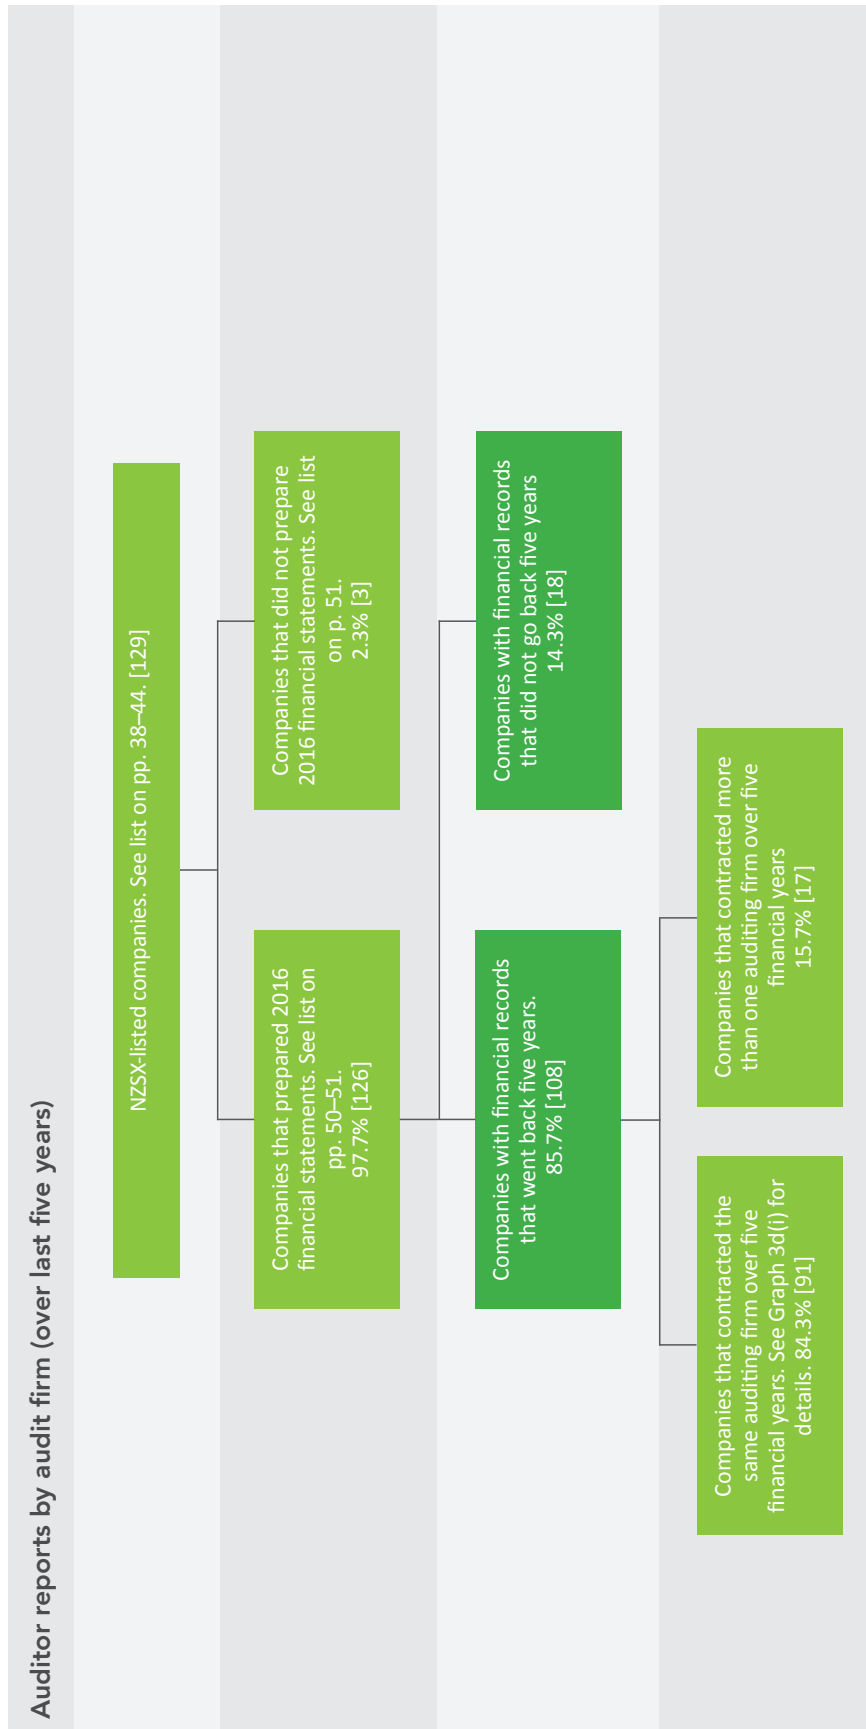 Auditor reports by audit firm (over last five years)
NZSX-listed companies. See list on pp. 38–44. [129]
Companies that prepared 2016
financial statements. See list on
pp. 50–51.
97.7% [126]
Companies that did not prepare
2016 financial statements. See list
on p. 51.
2.3% [3]
Companies with financial records
that went back five years.
85.7% [108]
Companies with financial records
that did not go back five years
14.3% [18]
Companies that contracted the
same auditing firm over five
financial years. See Graph 3d(i) for
details. 84.3% [91]
Companies that contracted more
than one auditing firm over five
financial years
15.7% [17]